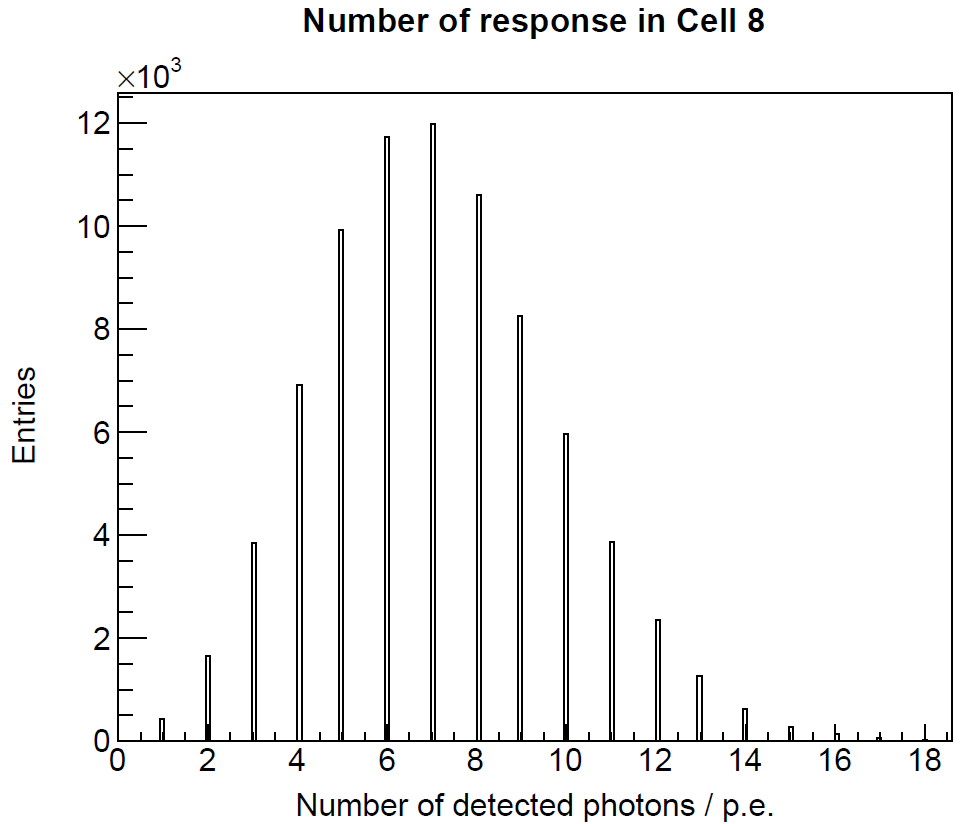 Number of response in Cell 8
×10³
12
10
8
6
4
2
0
Entries
0 2 4 6 8 10 12 14 16 18
Number of detected photons / p.e.